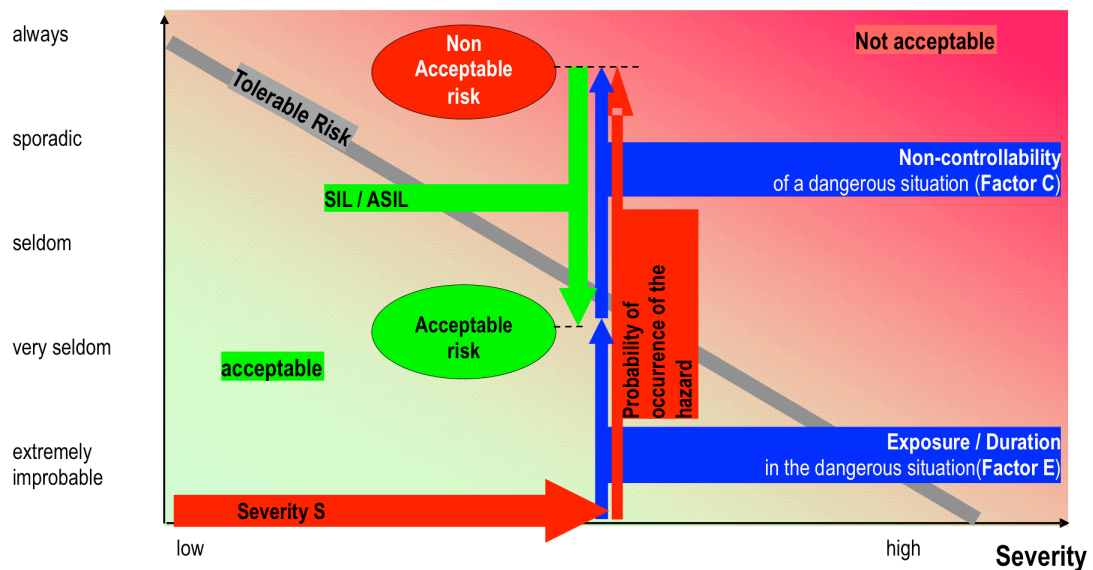 always
Non
Acceptable
risk
Not acceptable
Tolerable Risk
sporadic
Non-controllability
of a dangerous situation (Factor C)
SIL / ASIL
seldom
Probability of
occurrence of the
hazard
Acceptable
risk
very seldom
acceptable
Exposure / Duration
in the dangerous situation(Factor E)
extremely
improbable
Severity S
low
high
Severity